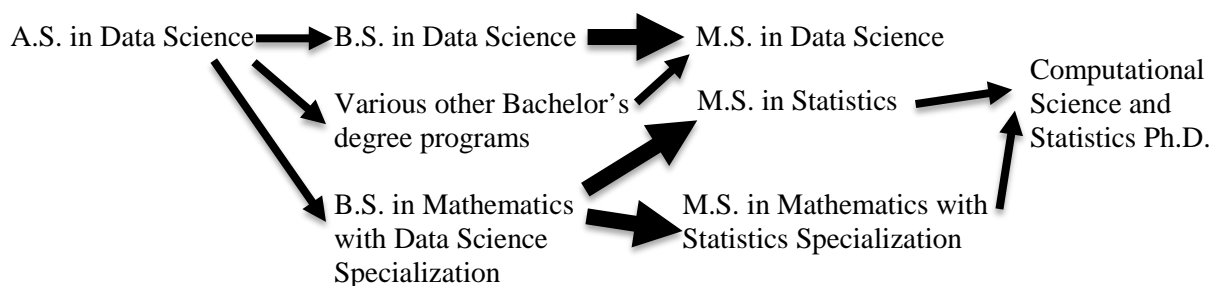 A.S. in Data Science
B.S. in Data Science
M.S. in Data Science
Various other Bachelor’s
degree programs
M.S. in Statistics
Computational
Science and
Statistics Ph.D.
B.S. in Mathematics
with Data Science
Specialization
M.S. in Mathematics with
Statistics Specialization